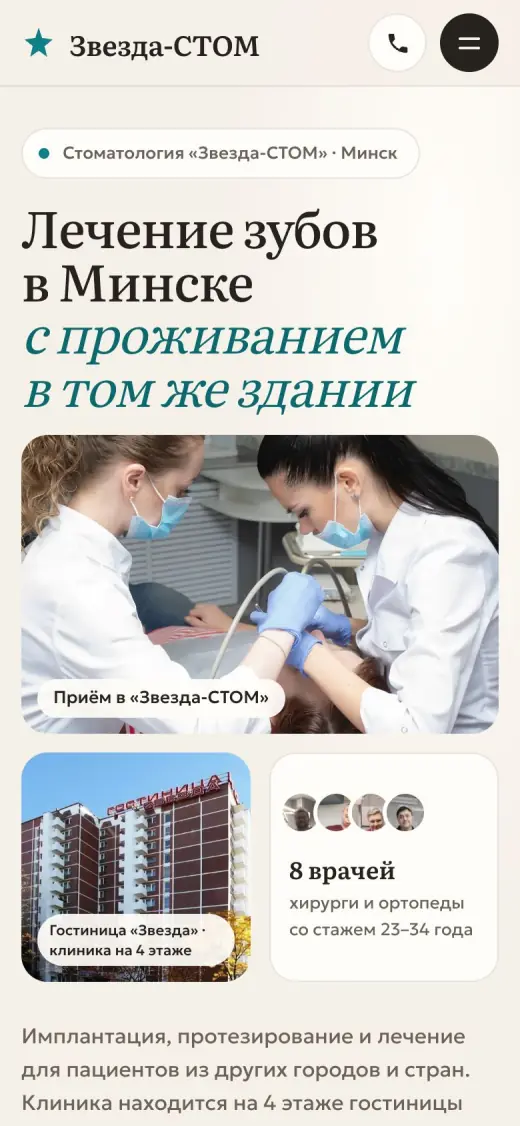 Звезда-СТОМ
Стоматология «Звезда-СТОМ» · Минск
Лечение зубов
в Минске
с проживанием
в том же здании
Приём в «Звезда-СТОМ»
ГОСТИНИЦА
Гостиница «Звезда» ·
клиника на 4 этаже
8 врачей
хирурги и ортопеды
со стажем 23–34 года
Имплантация, протезирование и лечение
для пациентов из других городов и стран.
Клиника находится на 4 этаже гостиницы